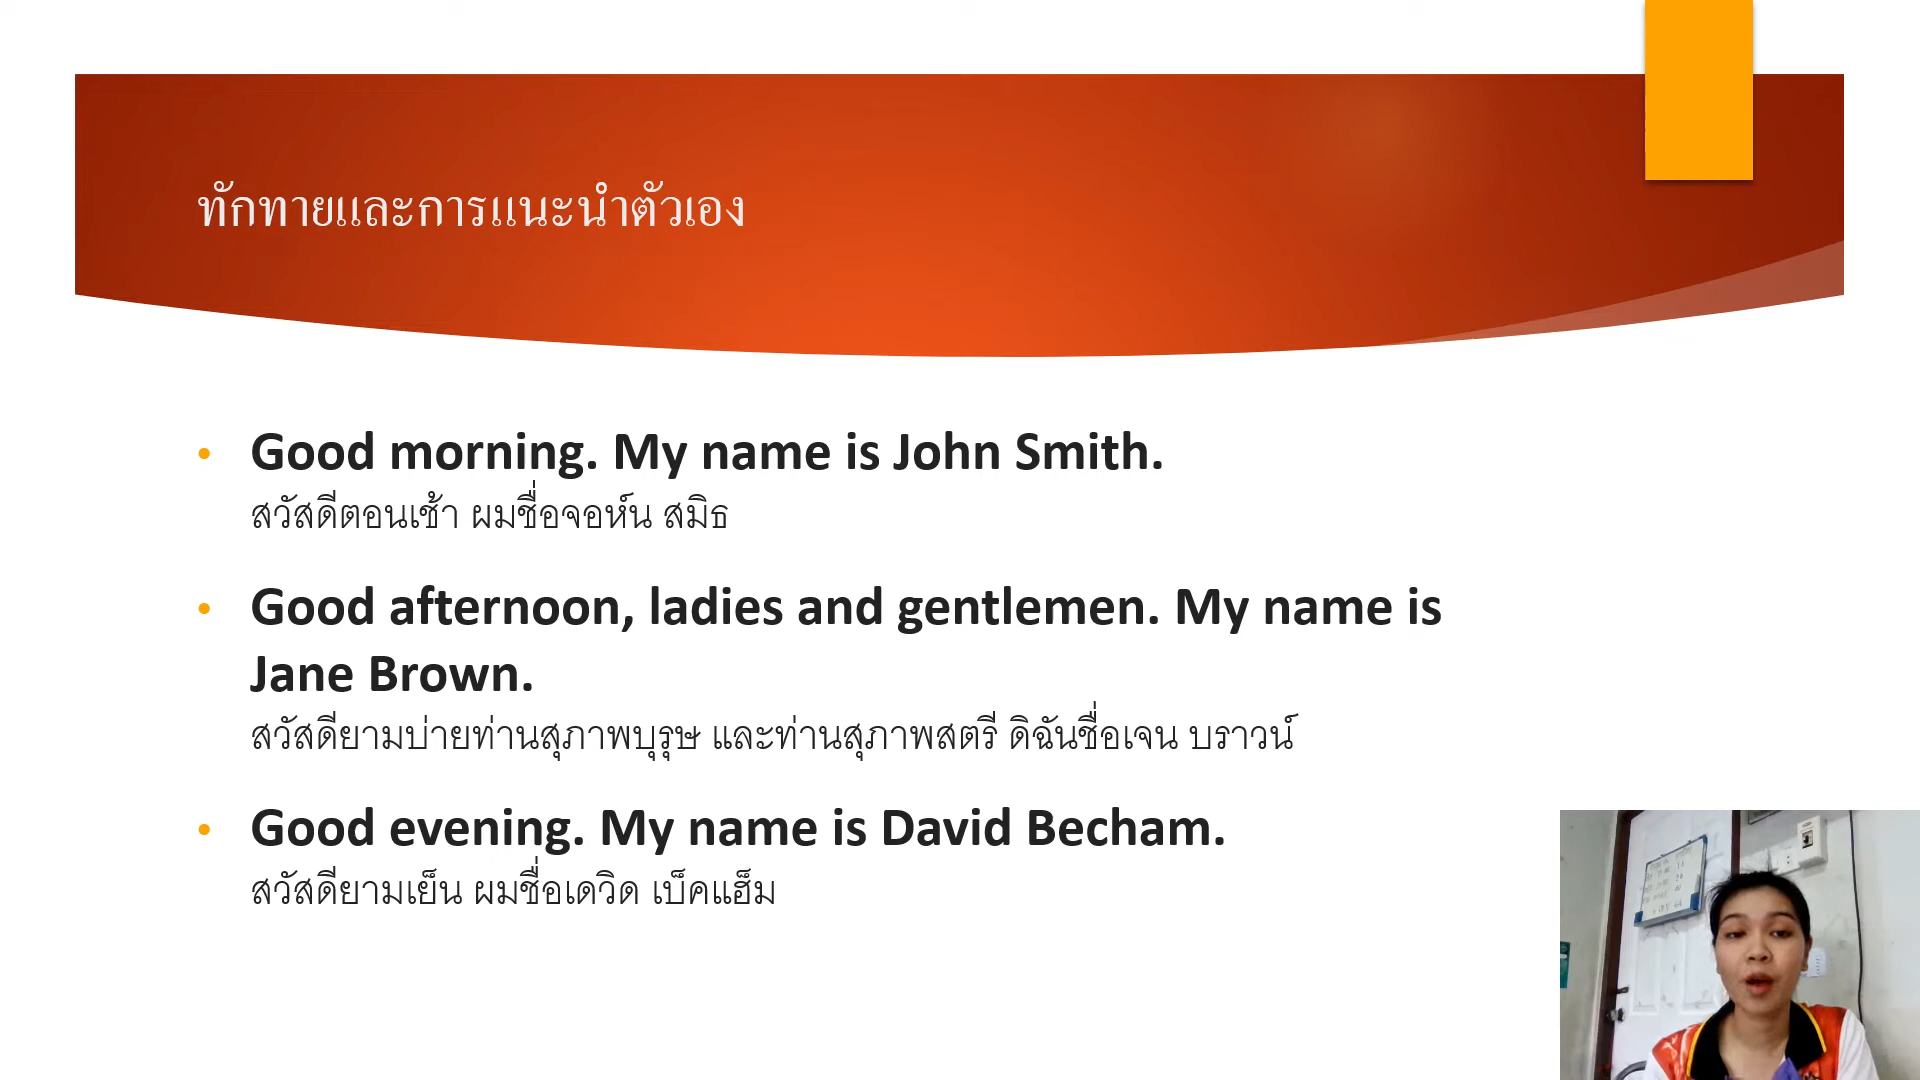 ทักทายและการแนะนำตัวเอง
• Good morning. My name is John Smith.
สวัสดีตอนเช้า ผมชื่อจอห์น สมิธ
• Good afternoon, ladies and gentlemen. My name is
Jane Brown.
สวัสดียามบ่ายท่านสุภาพบุรุษ และท่านสุภาพสตรี ดิฉันชื่อเจน บราวน์
• Good evening. My name is David Becham.
สวัสดียามเย็น ผมชื่อเดวิด เบ็คแฮ็ม